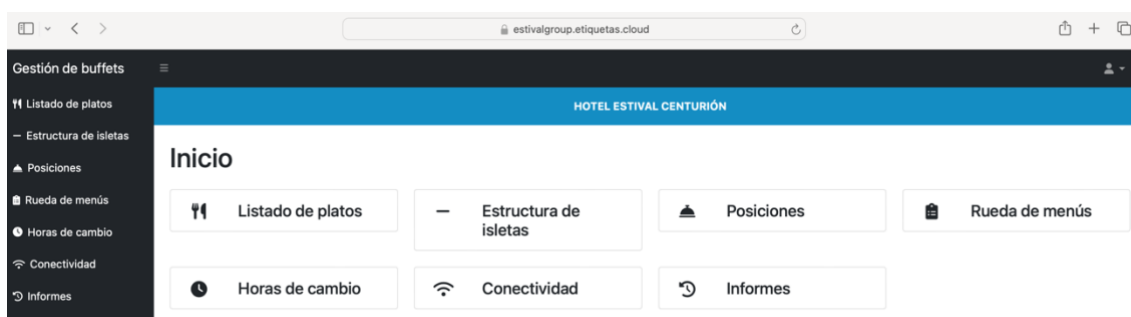 estivalgroup.etiquetas.cloud
Gestión de buffets
HOTEL ESTIVAL CENTURIÓN
Listado de platos
Estructura de isletas
Posiciones
Rueda de menús
Horas de cambio
Conectividad
Informes
Inicio
Listado de platos
Estructura de
isletas
Posiciones
Rueda de menús
Horas de cambio
Conectividad
Informes